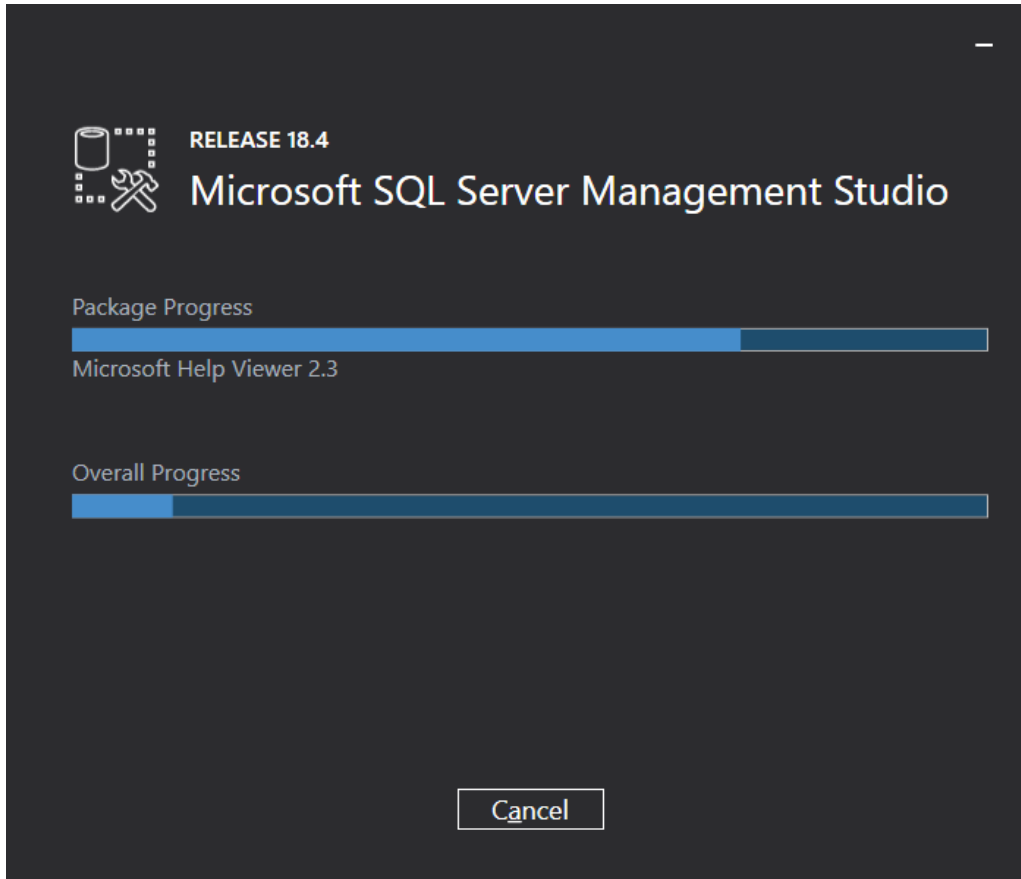 RELEASE 18.4
Microsoft SQL Server Management Studio
Package Progress
Microsoft Help Viewer 2.3
Overall Progress
Cancel